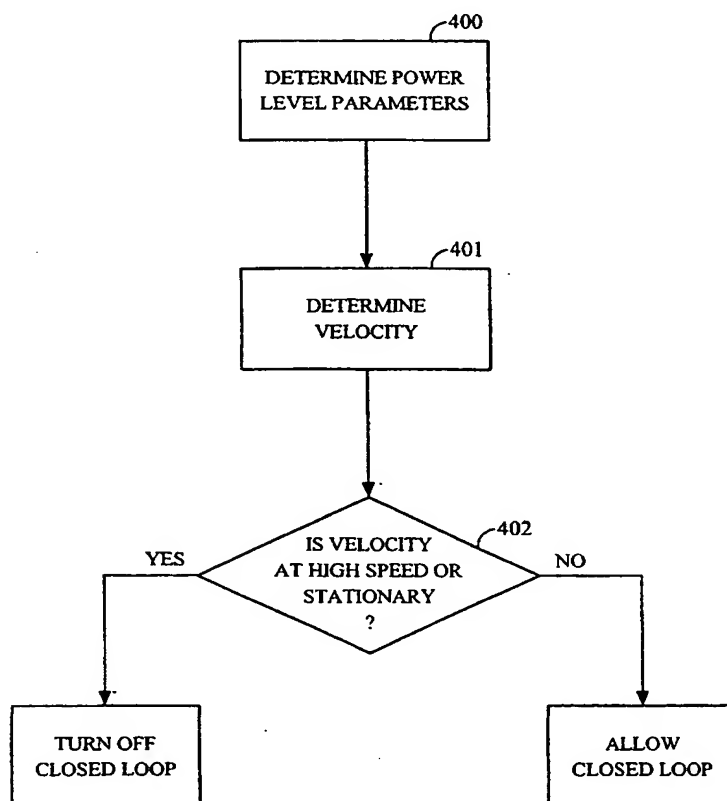 400
DETERMINE POWER
LEVEL PARAMETERS
401
DETERMINE
VELOCITY
402
IS VELOCITY
AT HIGH SPEED OR
STATIONARY
?
YES
NO
TURN OFF
CLOSED LOOP
ALLOW
CLOSED LOOP